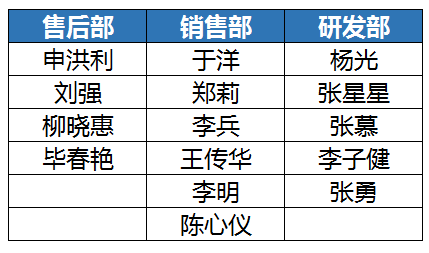 售后部 销售部 研发部
申洪利 于洋 杨光
刘强 郑莉 张星星
柳晓惠 李兵 张慕
毕春艳 王传华 李子健
李明 张勇
陈心仪